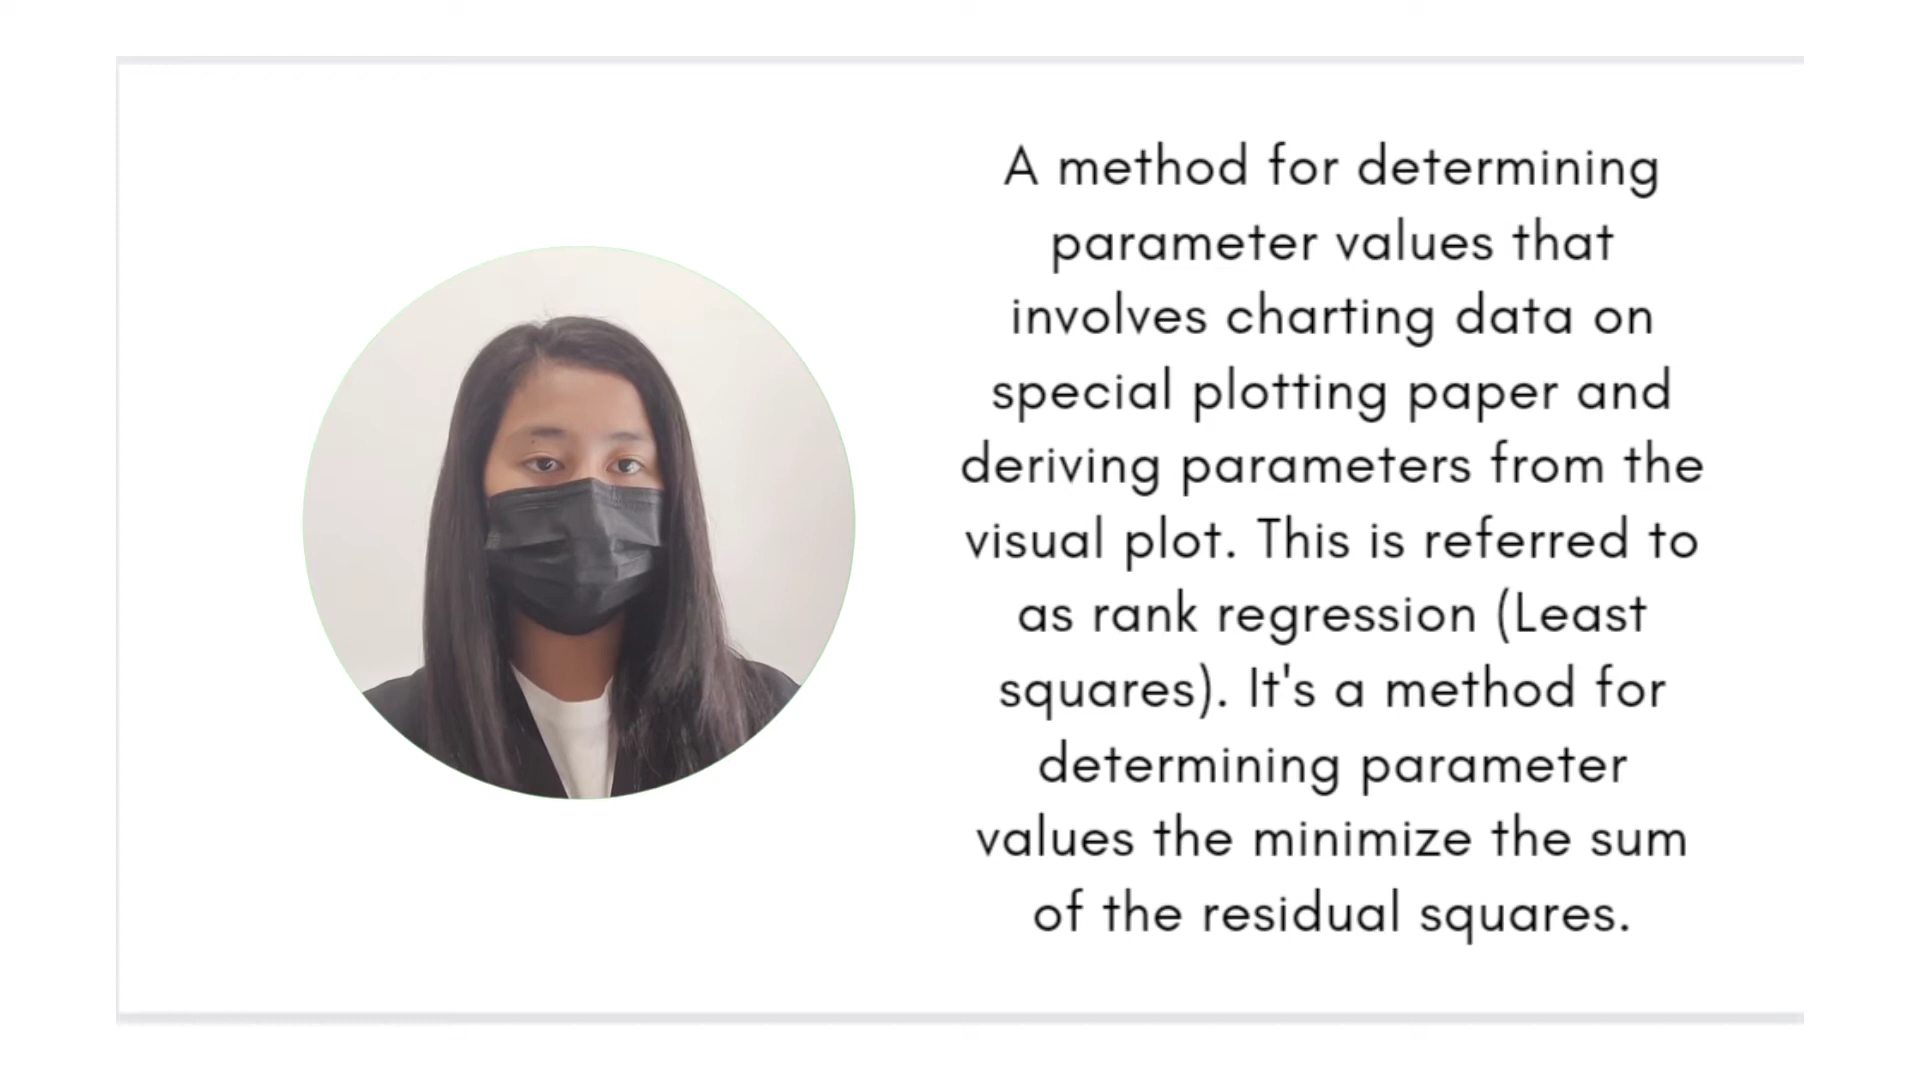 A method for determining
parameter values that
involves charting data on
special plotting paper and
deriving parameters from the
visual plot. This is referred to
as rank regression (Least
squares). It's a method for
determining parameter
values the minimize the sum
of the residual squares.